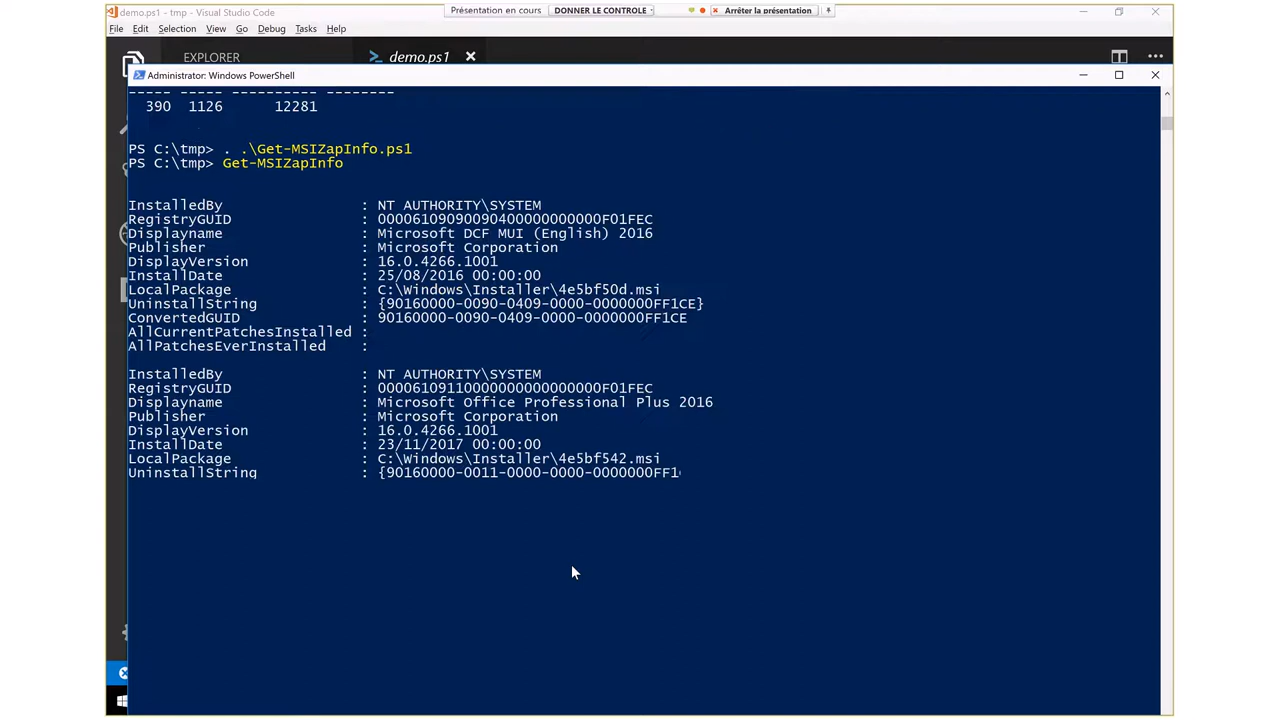 demo.ps1 - tmp - Visual Studio Code
Présentation en cours DONNER LE CONTROLE Arrêter la présentation
File Edit Selection View Go Debug Tasks Help
EXPLORER demo.ps1
Administrator: Windows PowerShell
----- ----- ---------- --------
390 1126 12281
PS C:\tmp> . .\Get-MSIZapInfo.ps1
PS C:\tmp> Get-MSIZapInfo
InstalledBy : NT AUTHORITY\SYSTEM
RegistryGUID : 00006109090090400000000000F01FEC
Displayname : Microsoft DCF MUI (English) 2016
Publisher : Microsoft Corporation
DisplayVersion : 16.0.4266.1001
InstallDate : 25/08/2016 00:00:00
LocalPackage : C:\Windows\Installer\4e5bf50d.msi
UninstallString : {90160000-0090-0409-0000-0000000FF1CE}
ConvertedGUID : 90160000-0090-0409-0000-0000000FF1CE
AllCurrentPatchesInstalled :
AllPatchesEverInstalled :
InstalledBy : NT AUTHORITY\SYSTEM
RegistryGUID : 00006109110000000000000000F01FEC
Displayname : Microsoft Office Professional Plus 2016
Publisher : Microsoft Corporation
DisplayVersion : 16.0.4266.1001
InstallDate : 23/11/2017 00:00:00
LocalPackage : C:\Windows\Installer\4e5bf542.msi
UninstallString : {90160000-0011-0000-0000-0000000FF1